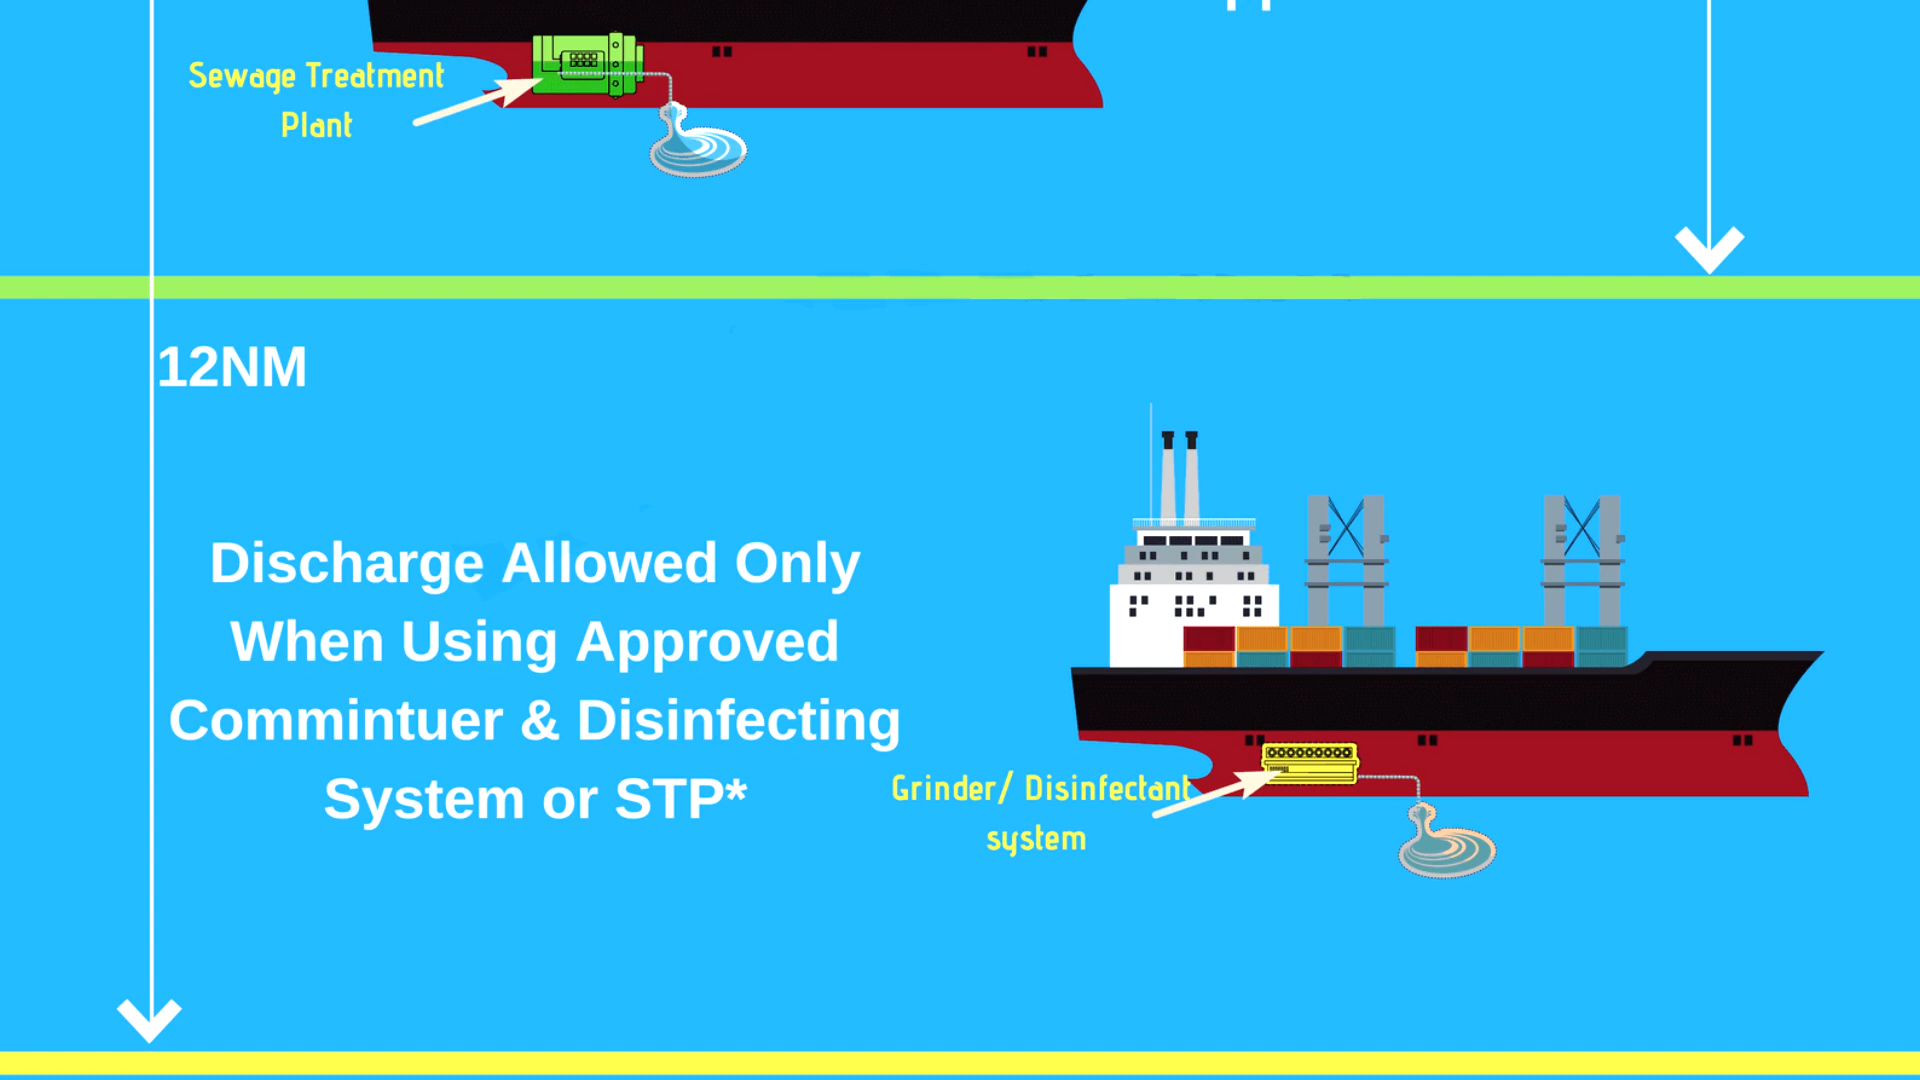 Sewage Treatment
Plant
12NM
Discharge Allowed Only
When Using Approved
Commintuer & Disinfecting
System or STP*
Grinder/ Disinfectant
system